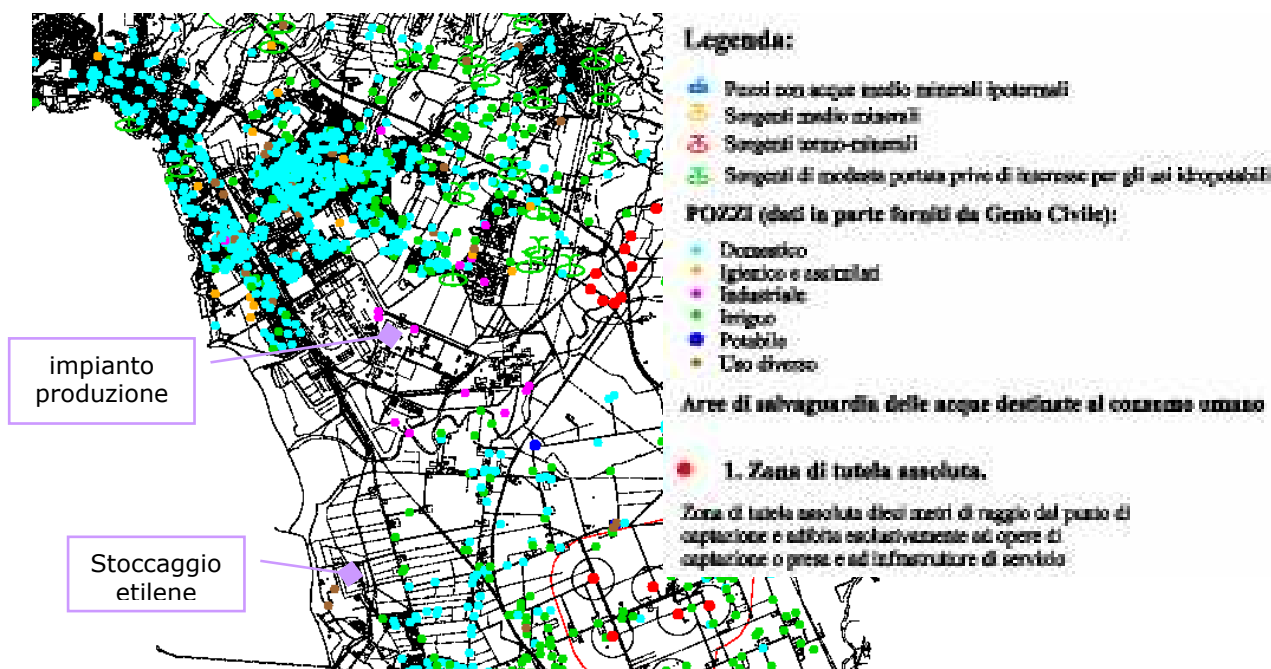 impianto
produzione
Stoccaggio
etilene
Legenda:
Pozzi con acque medio minerali ipotermali
Sorgenti medio minerali
Sorgenti termo-minerali
Sorgenti di modesta portata prive di interesse per gli usi idropotabili
POZZI (dati in parte forniti da Genio Civile):
Domestico
Igienico e assimilati
Industriale
Irriguo
Potabile
Uso diverso
Aree di salvaguardia delle acque destinate al consumo umano
1. Zona di tutela assoluta.
Zona di tutela assoluta dieci metri di raggio dal punto di
captazione e adibita esclusivamente ad opere di
captazione o presa e ad infrastrutture di servizio